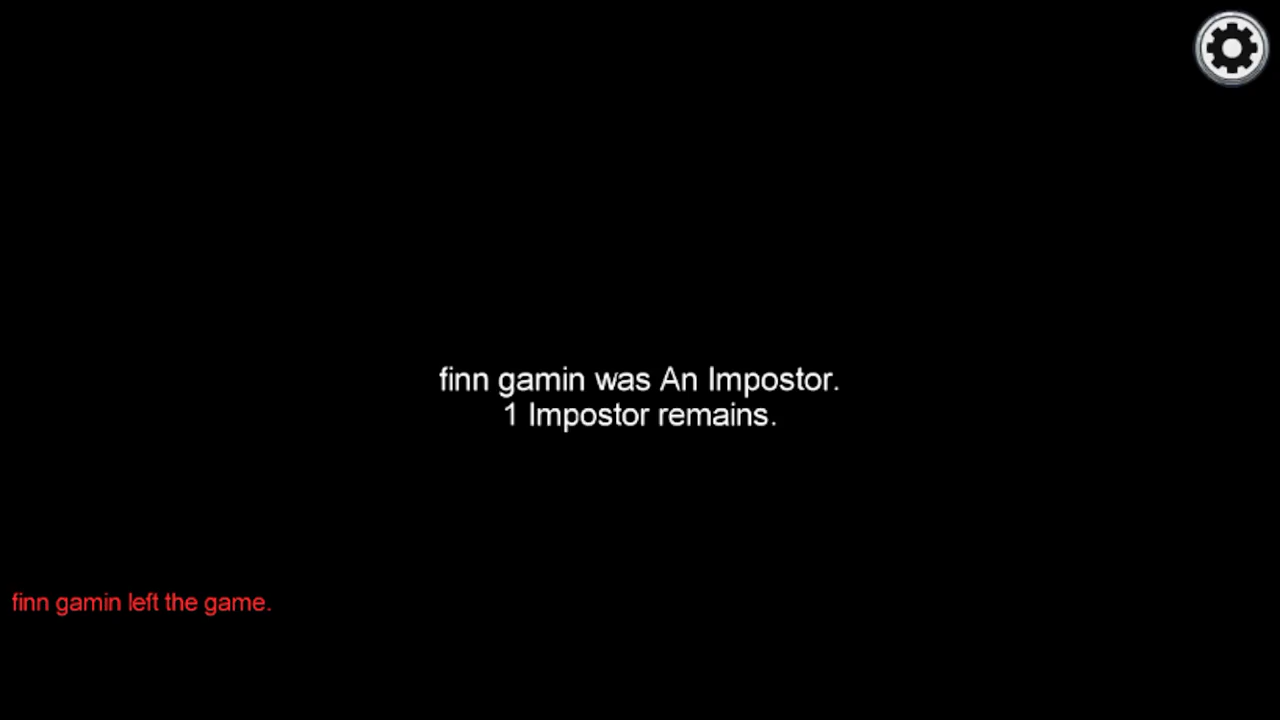 finn gamin was An Impostor.
1 Impostor remains.
finn gamin left the game.